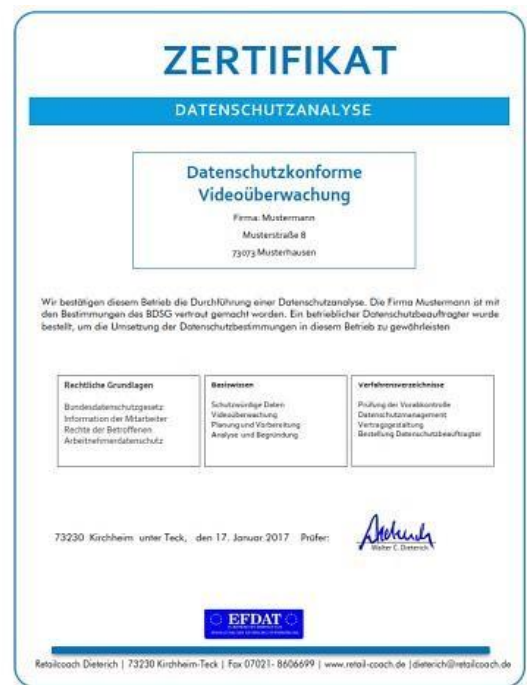 ZERTIFIKAT
DATENSCHUTZANALYSE
Datenschutzkonforme
Videoüberwachung
Firma: Mustermann
Musterstraße 8
73073 Musterhausen
Wir bestätigen diesem Betrieb die Durchführung einer Datenschutzanalyse. Die Firma Mustermann ist mit
den Bestimmungen des BDSG vertraut gemacht worden. Ein betrieblicher Datenschutzbeauftragter wurde
bestellt, um die Umsetzung der Datenschutzbestimmungen in diesem Betrieb zu gewährleisten
Rechtliche Grundlagen
Bundesdatenschutzgesetz
Information der Mitarbeiter
Rechte der Betroffenen
Arbeitnehmerdatenschutz
Basiswissen
Schutzwürdige Daten
Videoüberwachung
Planung und Vorbereitung
Analyse und Begründung
Verfahrensverzeichnisse
Prüfung der Vorabkontrolle
Datenschutzmanagement
Vertragsgestaltung
Bestellung Datenschutzbeauftragter
73230 Kirchheim unter Teck, den 17. Januar 2017 Prüfer:
Walter C. Dieterich
EFDAT
Retailcoach Dieterich | 73230 Kirchheim-Teck | Fax 07021- 8606699 | www.retail-coach.de |dieterich@retailcoach.de